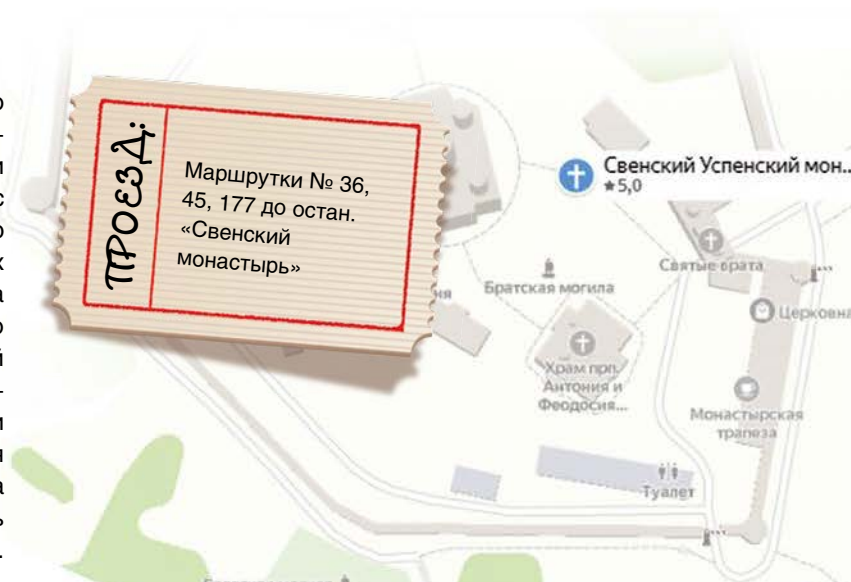 ПРОЕЗД:
Маршрутки № 36,
45, 177 до остан.
«Свенский
монастырь»
Свенский Успенский мон...
★5,0
Святые врата
Братская могила
Церковна
Храм прп.
Антония и
Феодосия...
Монастырская
трапеза
Туалет